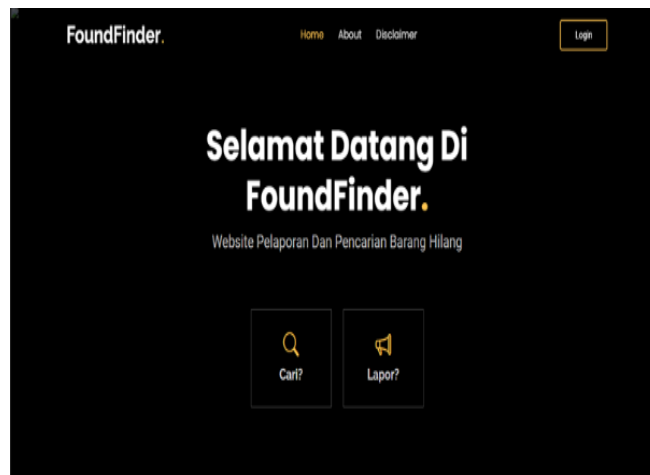 FoundFinder.
Home About Disclaimer
Login
Selamat Datang Di
FoundFinder.
Website Pelaporan Dan Pencarian Barang Hilang
Cari?
Lapor?